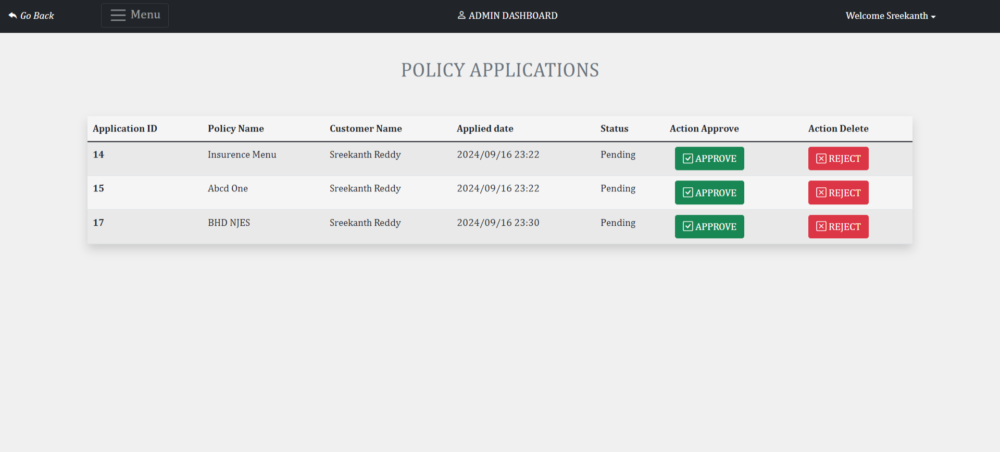 Go Back Menu ADMIN DASHBOARD Welcome Sreekanth
POLICY APPLICATIONS
Application ID Policy Name Customer Name Applied date Status Action Approve Action Delete
14 Insurence Menu Sreekanth Reddy 2024/09/16 23:22 Pending APPROVE REJECT
15 Abcd One Sreekanth Reddy 2024/09/16 23:22 Pending APPROVE REJECT
17 BHD NJES Sreekanth Reddy 2024/09/16 23:30 Pending APPROVE REJECT